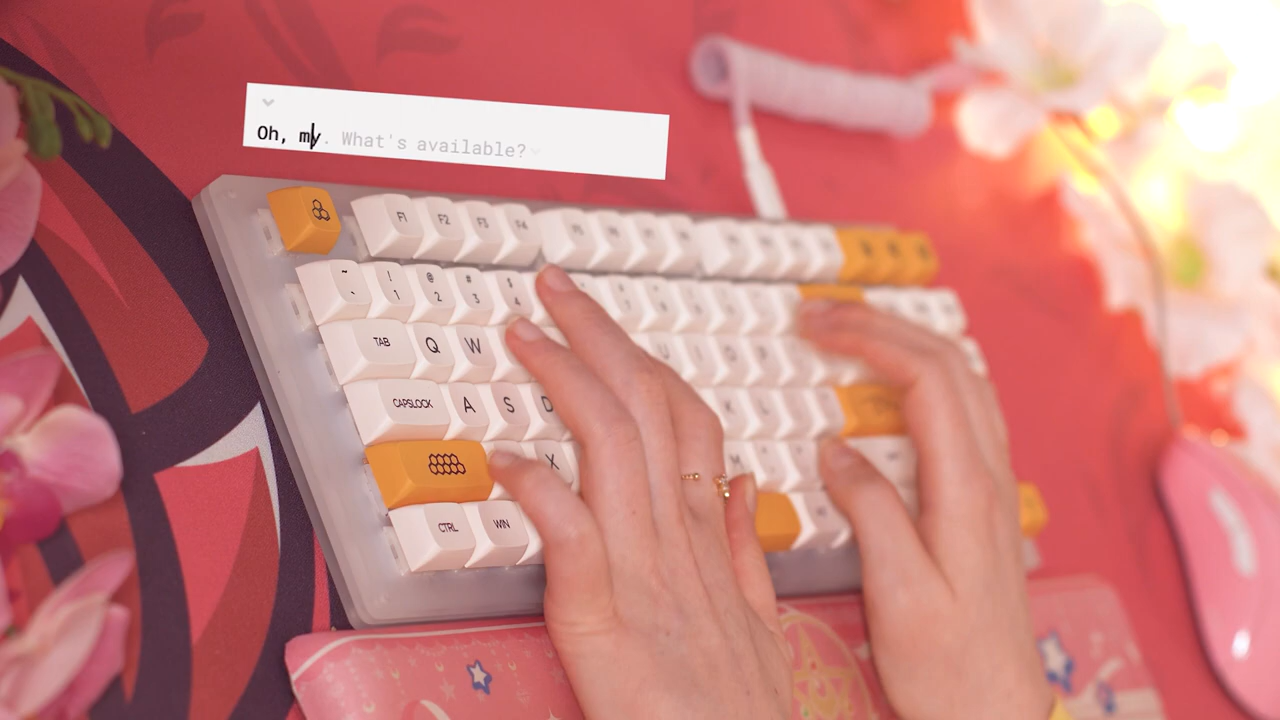 Oh, my. What's available?
F1 F2 F3 F4
~ ` ! 1 @ 2 # 3 $ 4
TAB Q W U I O P
CAPSLOCK A S D K L
X M
CTRL WIN